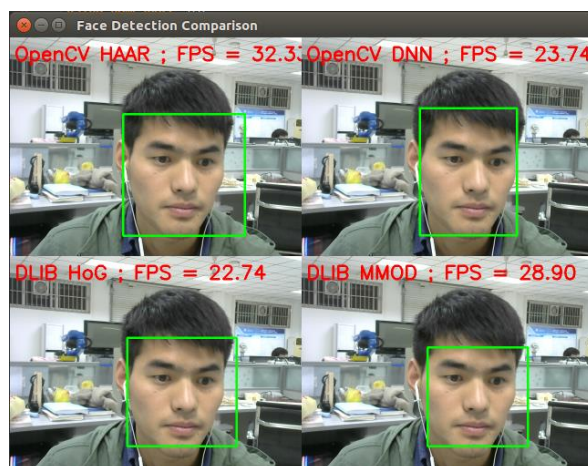 Face Detection Comparison
OpenCV HAAR ; FPS = 32.33
OpenCV DNN ; FPS = 23.74
DLIB HoG ; FPS = 22.74
DLIB MMOD ; FPS = 28.90